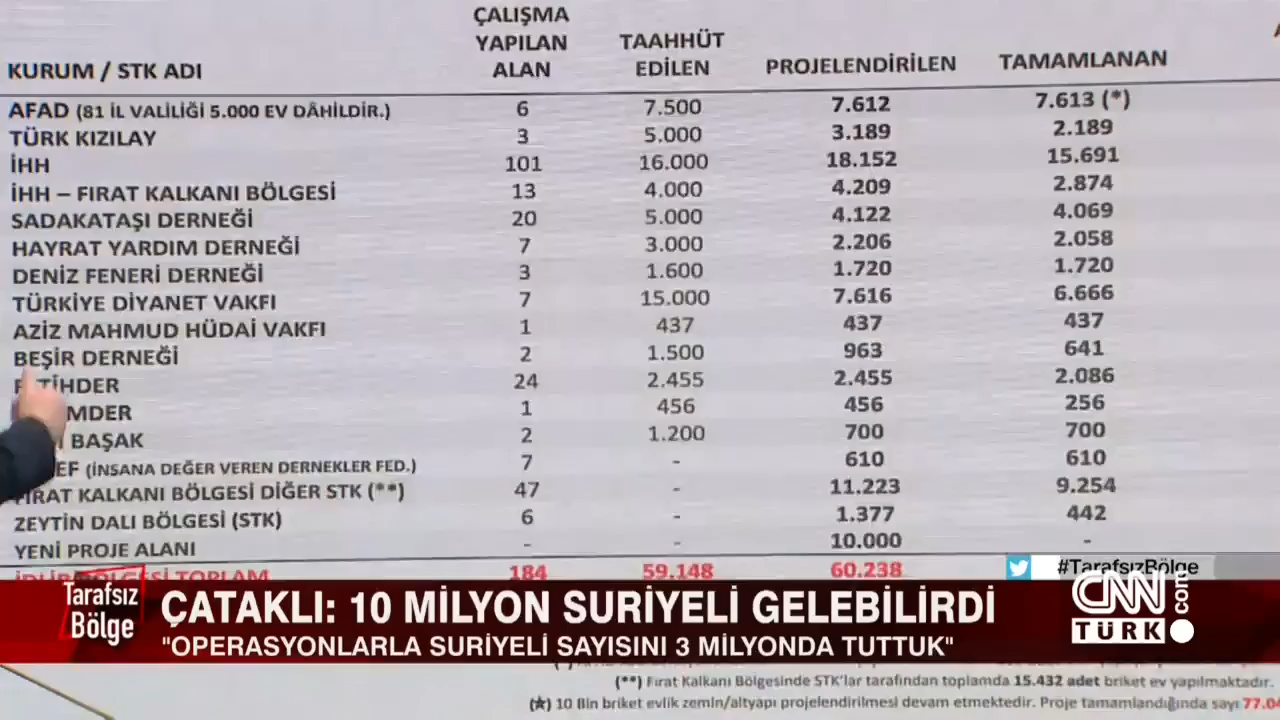 KURUM / STK ADI ÇALIŞMA YAPILAN ALAN TAAHHÜT EDİLEN PROJELENDİRİLEN TAMAMLANAN
AFAD (81 İL VALİLİĞİ 5.000 EV DÂHİLDİR.) 6 7.500 7.612 7.613 (*)
TÜRK KIZILAY 3 5.000 3.189 2.189
İHH 101 16.000 18.152 15.691
İHH – FIRAT KALKANI BÖLGESİ 13 4.000 4.209 2.874
SADAKATAŞI DERNEĞİ 20 5.000 4.122 4.069
HAYRAT YARDIM DERNEĞİ 7 3.000 2.206 2.058
DENİZ FENERİ DERNEĞİ 3 1.600 1.720 1.720
TÜRKİYE DİYANET VAKFI 7 15.000 7.616 6.666
AZİZ MAHMUD HÜDAİ VAKFI 1 437 437 437
BEŞİR DERNEĞİ 2 1.500 963 641
24 2.455 2.455 2.086
1 456 456 256
BAŞAK 2 1.200 700 700
(İNSANA DEĞER VEREN DERNEKLER FED.) 7 - 610 610
FIRAT KALKANI BÖLGESİ DİĞER STK (**) 47 - 11.223 9.254
ZEYTİN DALI BÖLGESİ (STK) 6 - 1.377 442
YENİ PROJE ALANI - - 10.000 -
İDLİB BÖLGESİ TOPLAM 184 59.148 60.238
#TarafsızBölge
Tarafsız Bölge
ÇATAKLI: 10 MİLYON SURİYELİ GELEBİLİRDİ
"OPERASYONLARLA SURİYELİ SAYISINI 3 MİLYONDA TUTTUK"
CNN TÜRK .com
(**) Fırat Kalkanı Bölgesinde STK'lar tarafından toplamda 15.432 adet briket ev yapılmaktadır.
(★) 10 Bin briket evlik zemin/altyapı projelendirilmesi devam etmektedir. Proje tamamlandığında sayı